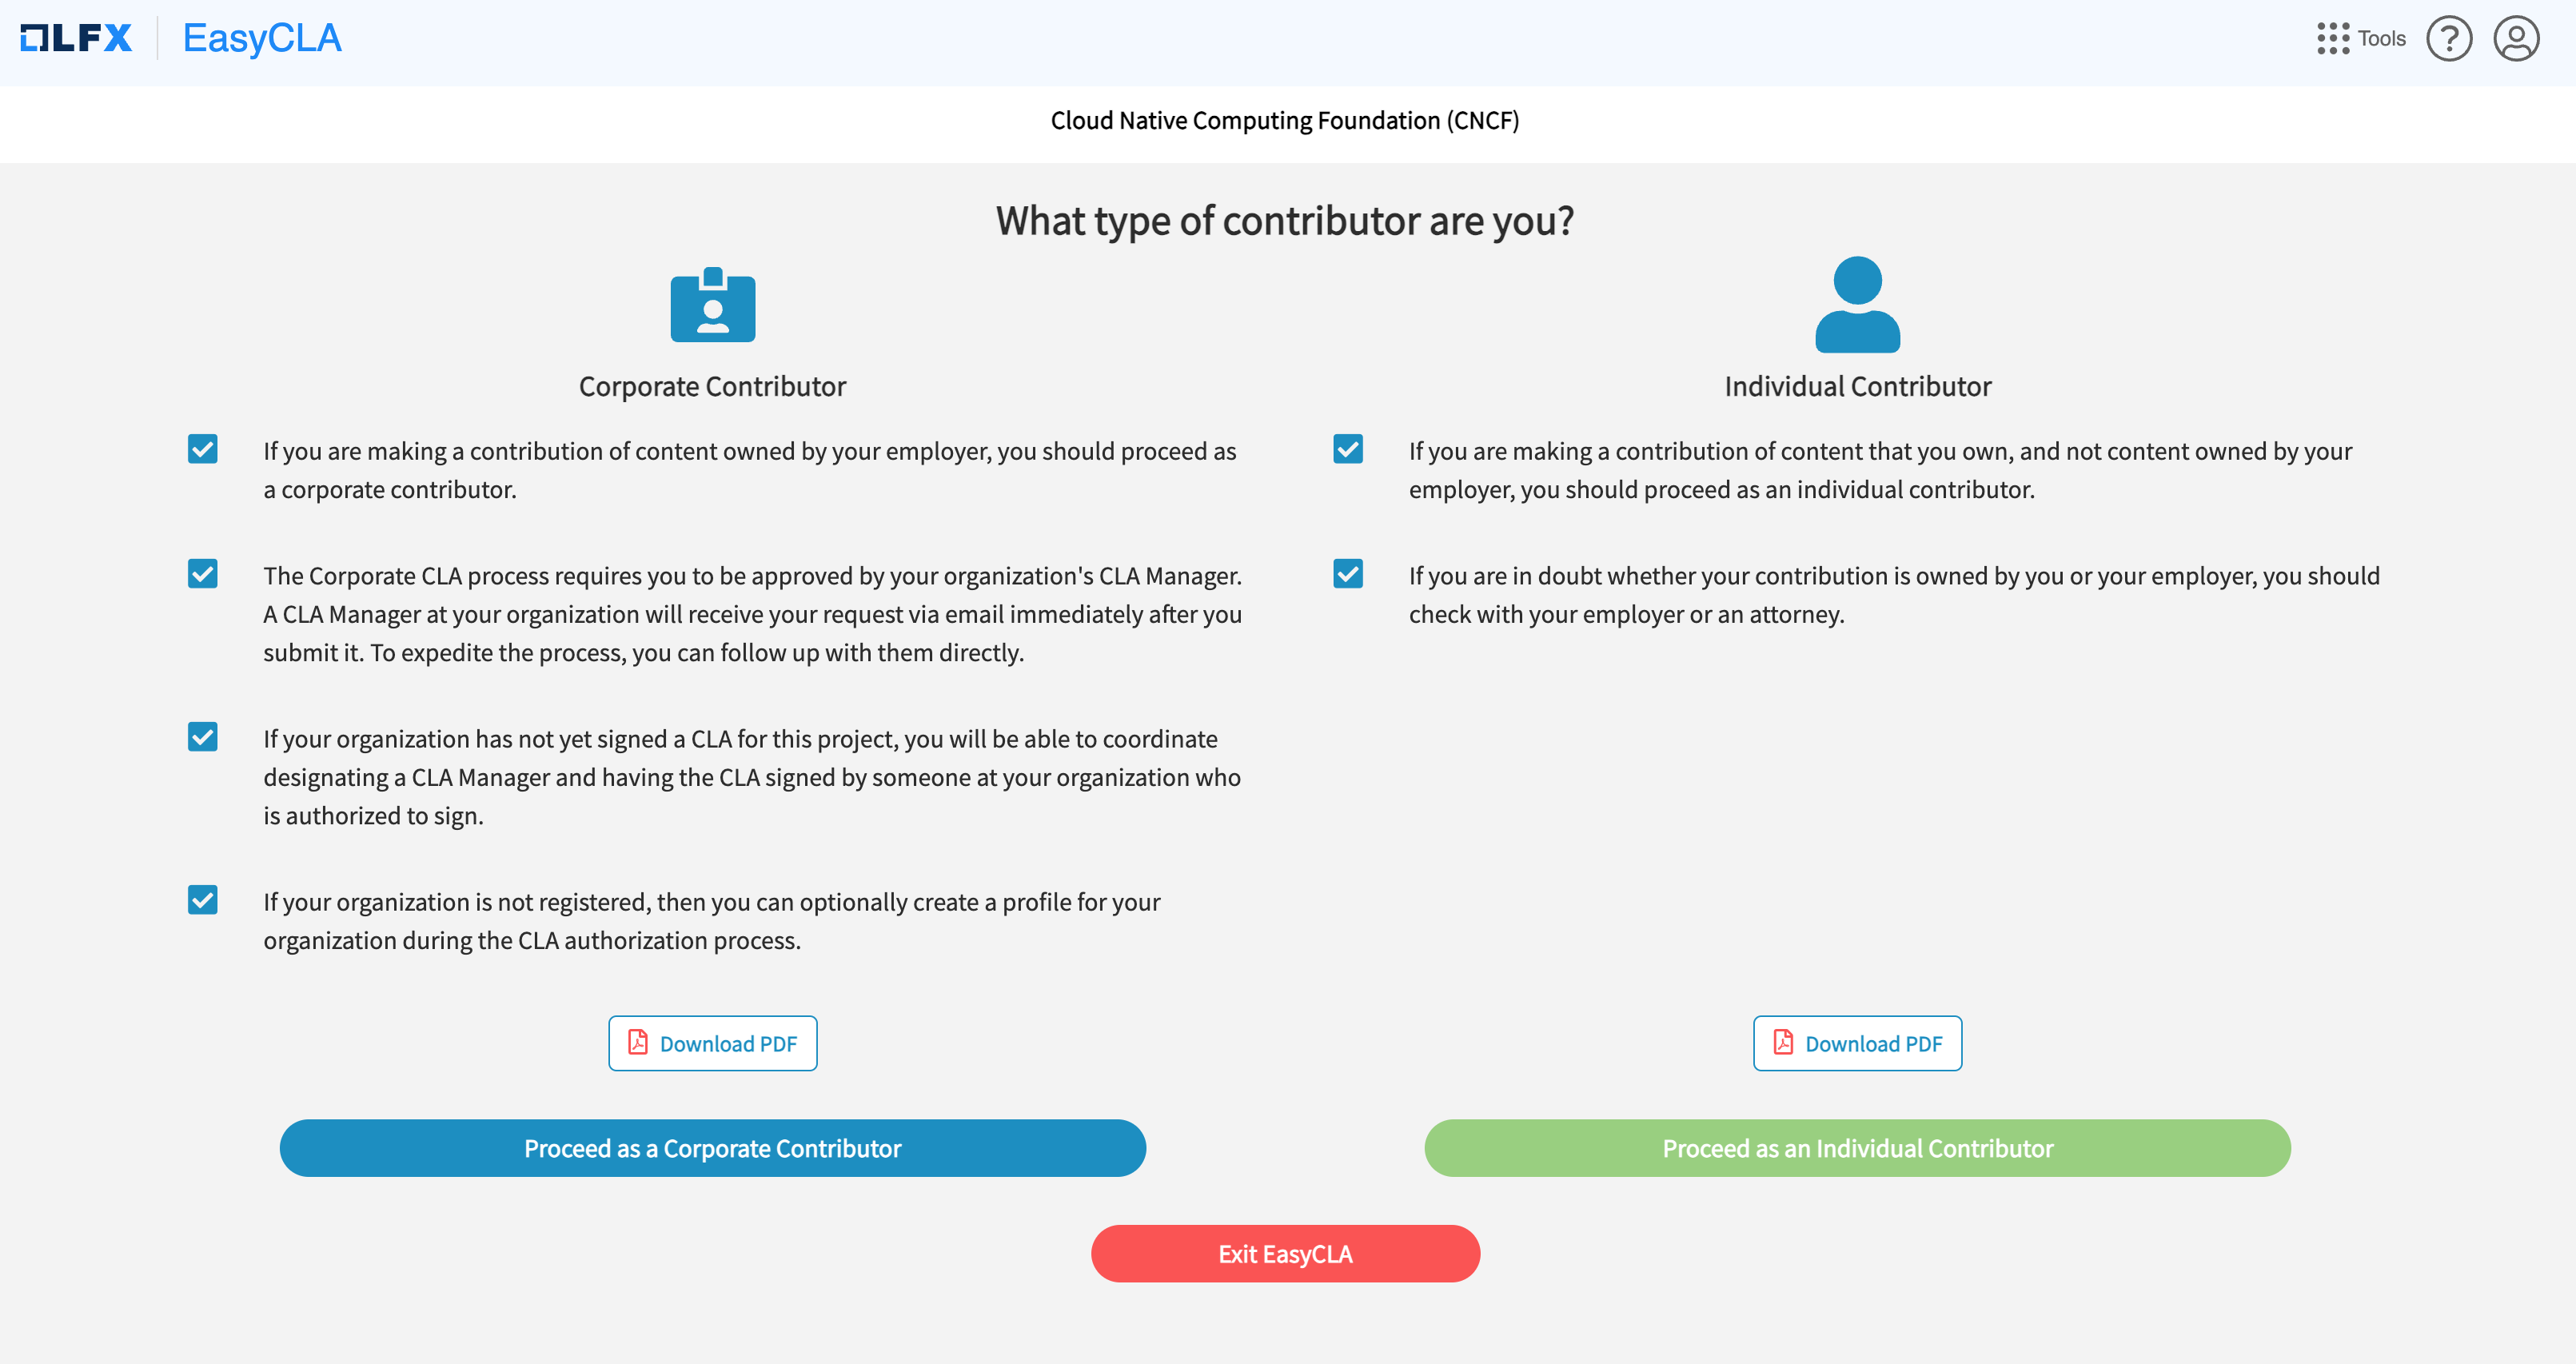 LFX EasyCLA
Tools
Cloud Native Computing Foundation (CNCF)
What type of contributor are you?
Corporate Contributor
If you are making a contribution of content owned by your employer, you should proceed as
a corporate contributor.
The Corporate CLA process requires you to be approved by your organization's CLA Manager.
A CLA Manager at your organization will receive your request via email immediately after you
submit it. To expedite the process, you can follow up with them directly.
If your organization has not yet signed a CLA for this project, you will be able to coordinate
designating a CLA Manager and having the CLA signed by someone at your organization who
is authorized to sign.
If your organization is not registered, then you can optionally create a profile for your
organization during the CLA authorization process.
Download PDF
Proceed as a Corporate Contributor
Individual Contributor
If you are making a contribution of content that you own, and not content owned by your
employer, you should proceed as an individual contributor.
If you are in doubt whether your contribution is owned by you or your employer, you should
check with your employer or an attorney.
Download PDF
Proceed as an Individual Contributor
Exit EasyCLA